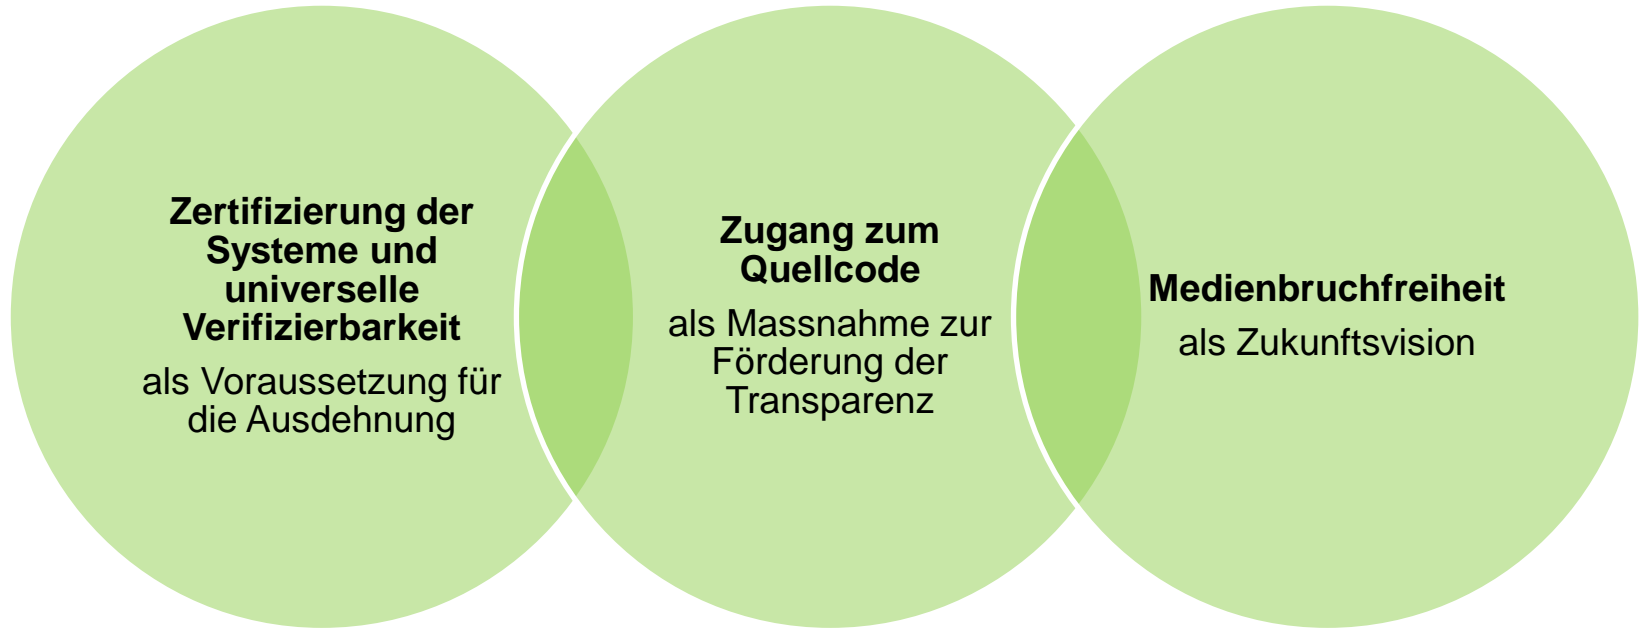 Zertifizierung der
Systeme und
universelle
Verifizierbarkeit
als Voraussetzung für
die Ausdehnung
Zugang zum
Quellcode
als Massnahme zur
Förderung der
Transparenz
Medienbruchfreiheit
als Zukunftsvision